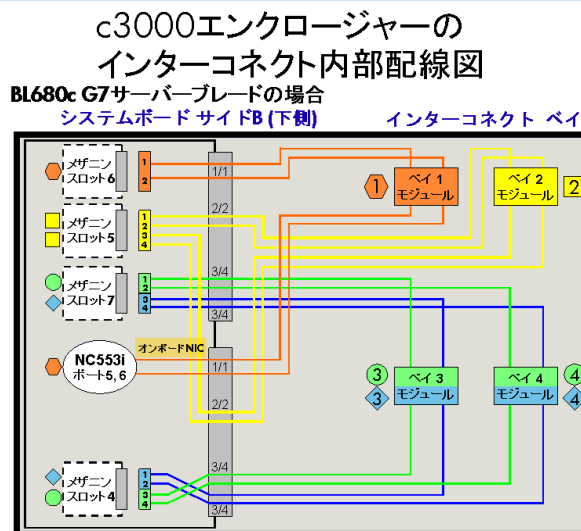 c3000エンクロージャーの
インターコネクト内部配線図
BL680c G7サーバーブレードの場合
システムボード サイドB (下側)
インターコネクト ベイ
メザニン
スロット6
1
2
1/1
1
ベイ 1
モジュール
ベイ 2
モジュール
2
メザニン
スロット5
1
2
3
4
2/2
メザニン
スロット7
1
2
3
4
3/4
3/4
オンボードNIC
NC553i
ポート5, 6
1/1
2/2
3
3
ベイ 3
モジュール
ベイ 4
モジュール
4
4
メザニン
スロット4
1
2
3
4
3/4
3/4